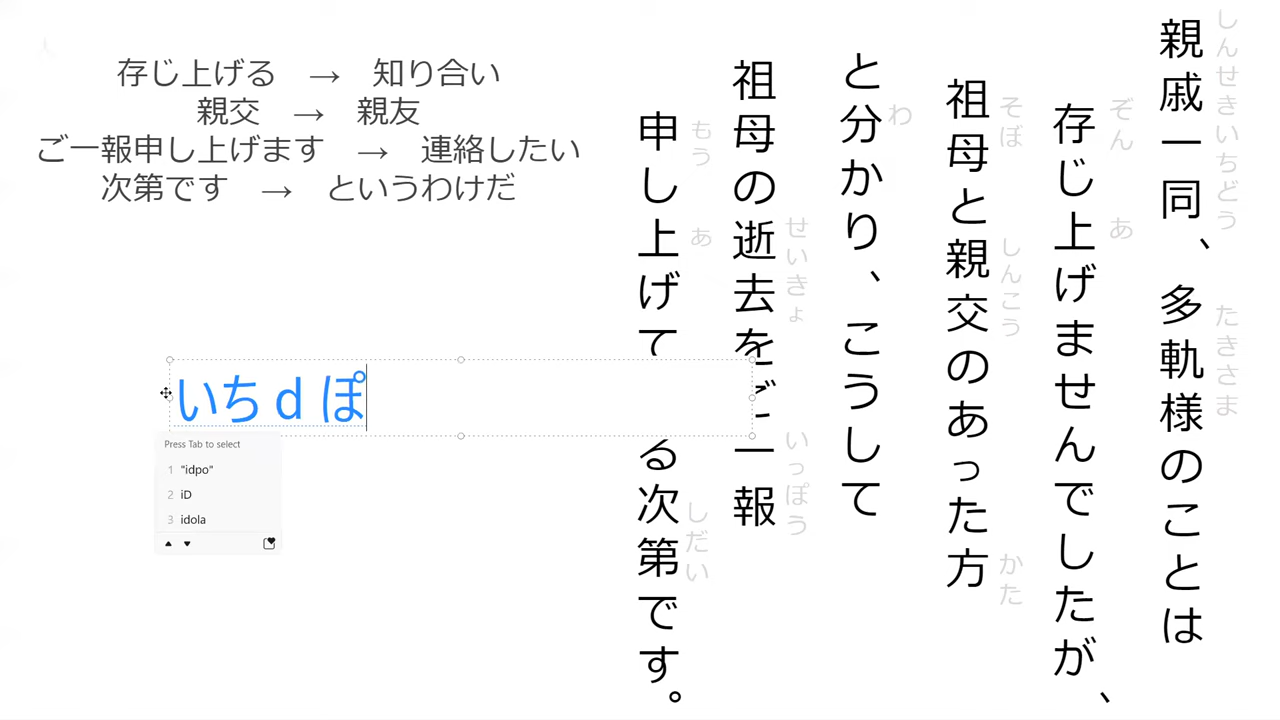 存じ上げる → 知り合い
親交 → 親友
ご一報申し上げます → 連絡したい
次第です → というわけだ
しんせきいちどう たきさま
親戚一同、多軌様のことは
ぞん あ
存じ上げませんでしたが、
そぼ しんこう かた
祖母と親交のあった方
わ
と分かり、こうして
せいきょ いっぽう
祖母の逝去をご一報
もう あ しだい
申し上げて る次第です。
いちdぽ
Press Tab to select
1 "idpo"
2 iD
3 idola